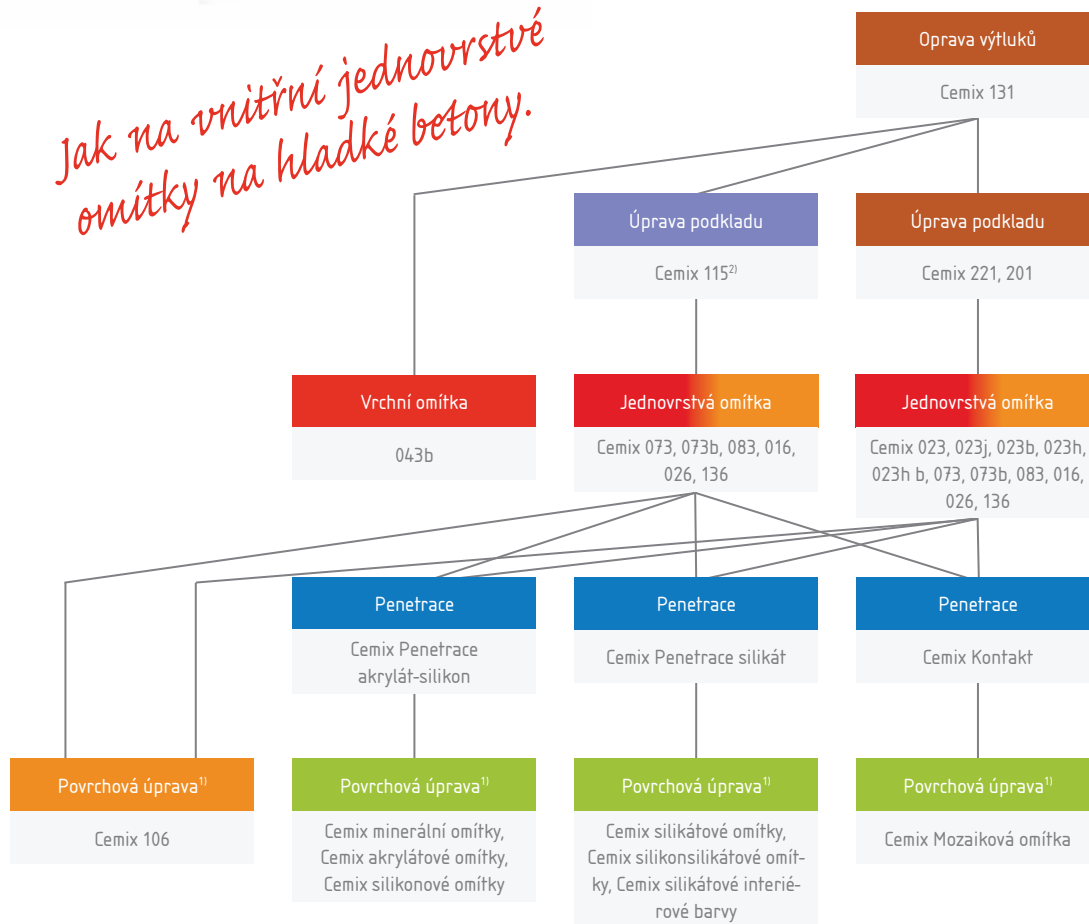 Jak na vnitřní jednovrstvé
omítky na hladké betony.
Oprava výtluků
Cemix 131
Úprava podkladu
Cemix 115²⁾
Úprava podkladu
Cemix 221, 201
Vrchní omítka
043b
Jednovrstvá omítka
Cemix 073, 073b, 083, 016,
026, 136
Jednovrstvá omítka
Cemix 023, 023j, 023b, 023h,
023h b, 073, 073b, 083, 016,
026, 136
Penetrace
Cemix Penetrace
akrylát-silikon
Penetrace
Cemix Penetrace silikát
Penetrace
Cemix Kontakt
Povrchová úprava¹⁾
Cemix 106
Povrchová úprava¹⁾
Cemix minerální omítky,
Cemix akrylátové omítky,
Cemix silikonové omítky
Povrchová úprava¹⁾
Cemix silikátové omítky,
Cemix silikonsilikátové omít-
ky, Cemix silikátové interié-
rové barvy
Povrchová úprava¹⁾
Cemix Mozaiková omítka